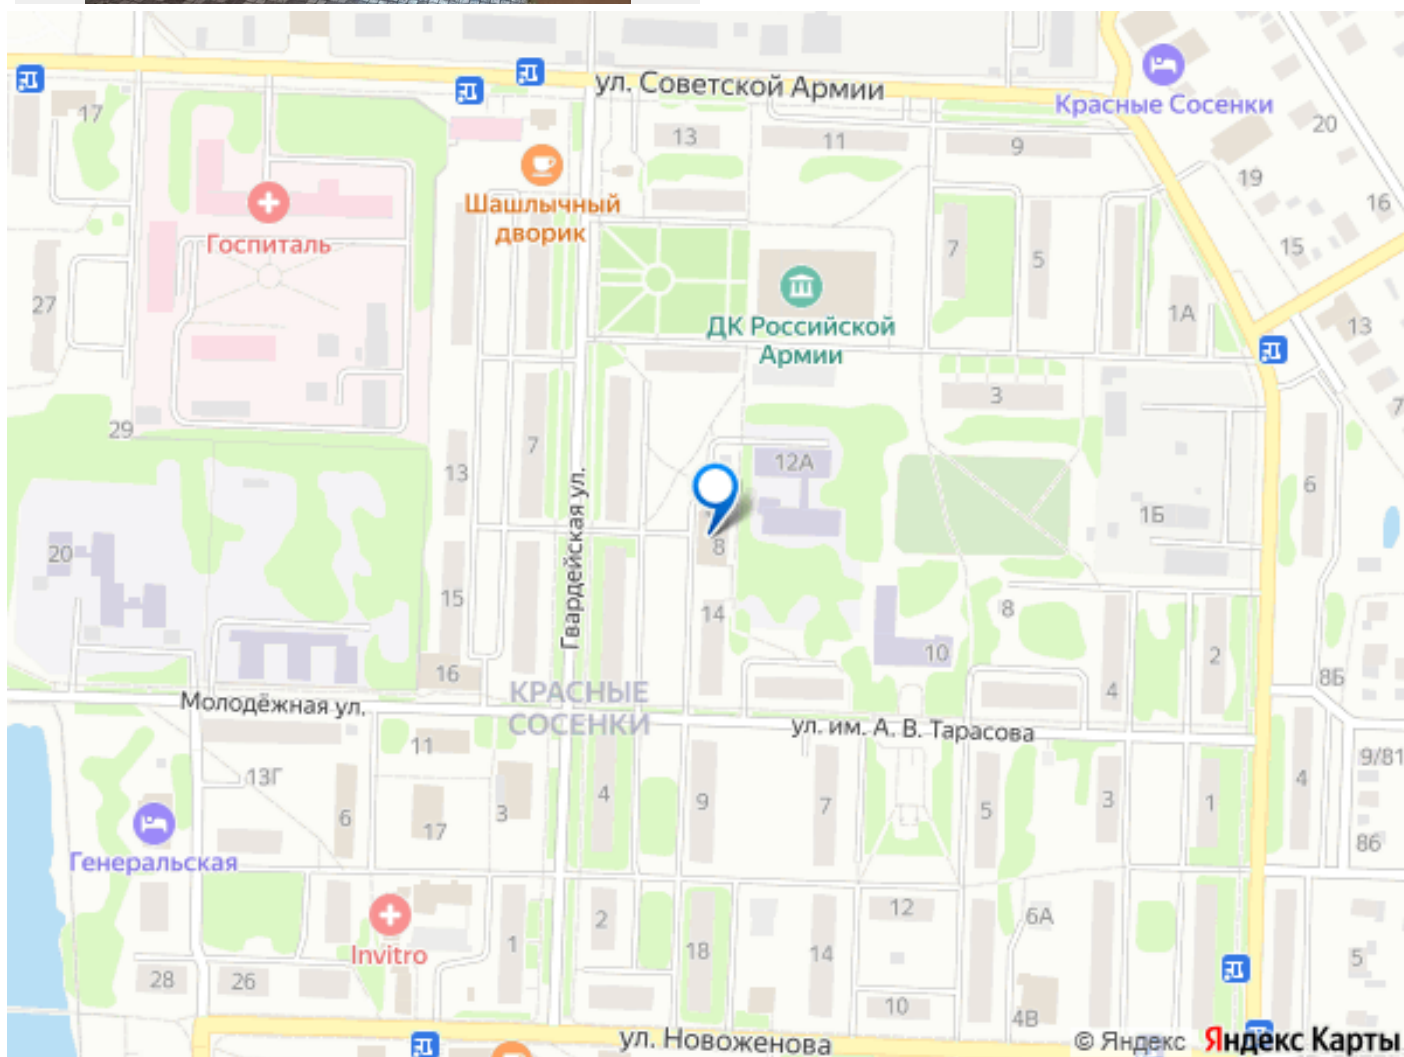 ул. Советской Армии
Красные Сосенки
17
13
11
9
20
19
16
Шашлычный
дворик
Госпиталь
7
5
15
27
ДК Российской
Армии
1А
13
3
7
29
7
13
12А
6
Гвардейская ул.
1Б
8
20
15
14
8
10
2
16
4
8Б
КРАСНЫЕ
СОСЕНКИ
Молодёжная ул.
ул. им. А. В. Тарасова
11
9/81
13Г
6
17
3
4
9
7
5
3
1
4
86
Генеральская
Invitro
1
2
18
14
12
6А
5
28
26
10
4В
ул. Новоженова
© Яндекс Яндекс Карты